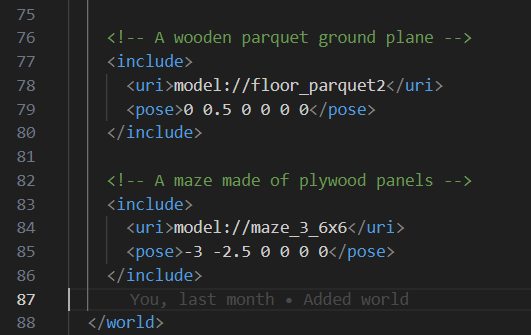 75
76 <!-- A wooden parquet ground plane -->
77 <include>
78 <uri>model://floor_parquet2</uri>
79 <pose>0 0.5 0 0 0 0</pose>
80 </include>
81
82 <!-- A maze made of plywood panels -->
83 <include>
84 <uri>model://maze_3_6x6</uri>
85 <pose>-3 -2.5 0 0 0 0</pose>
86 </include>
87 You, last month • Added world
88 </world>